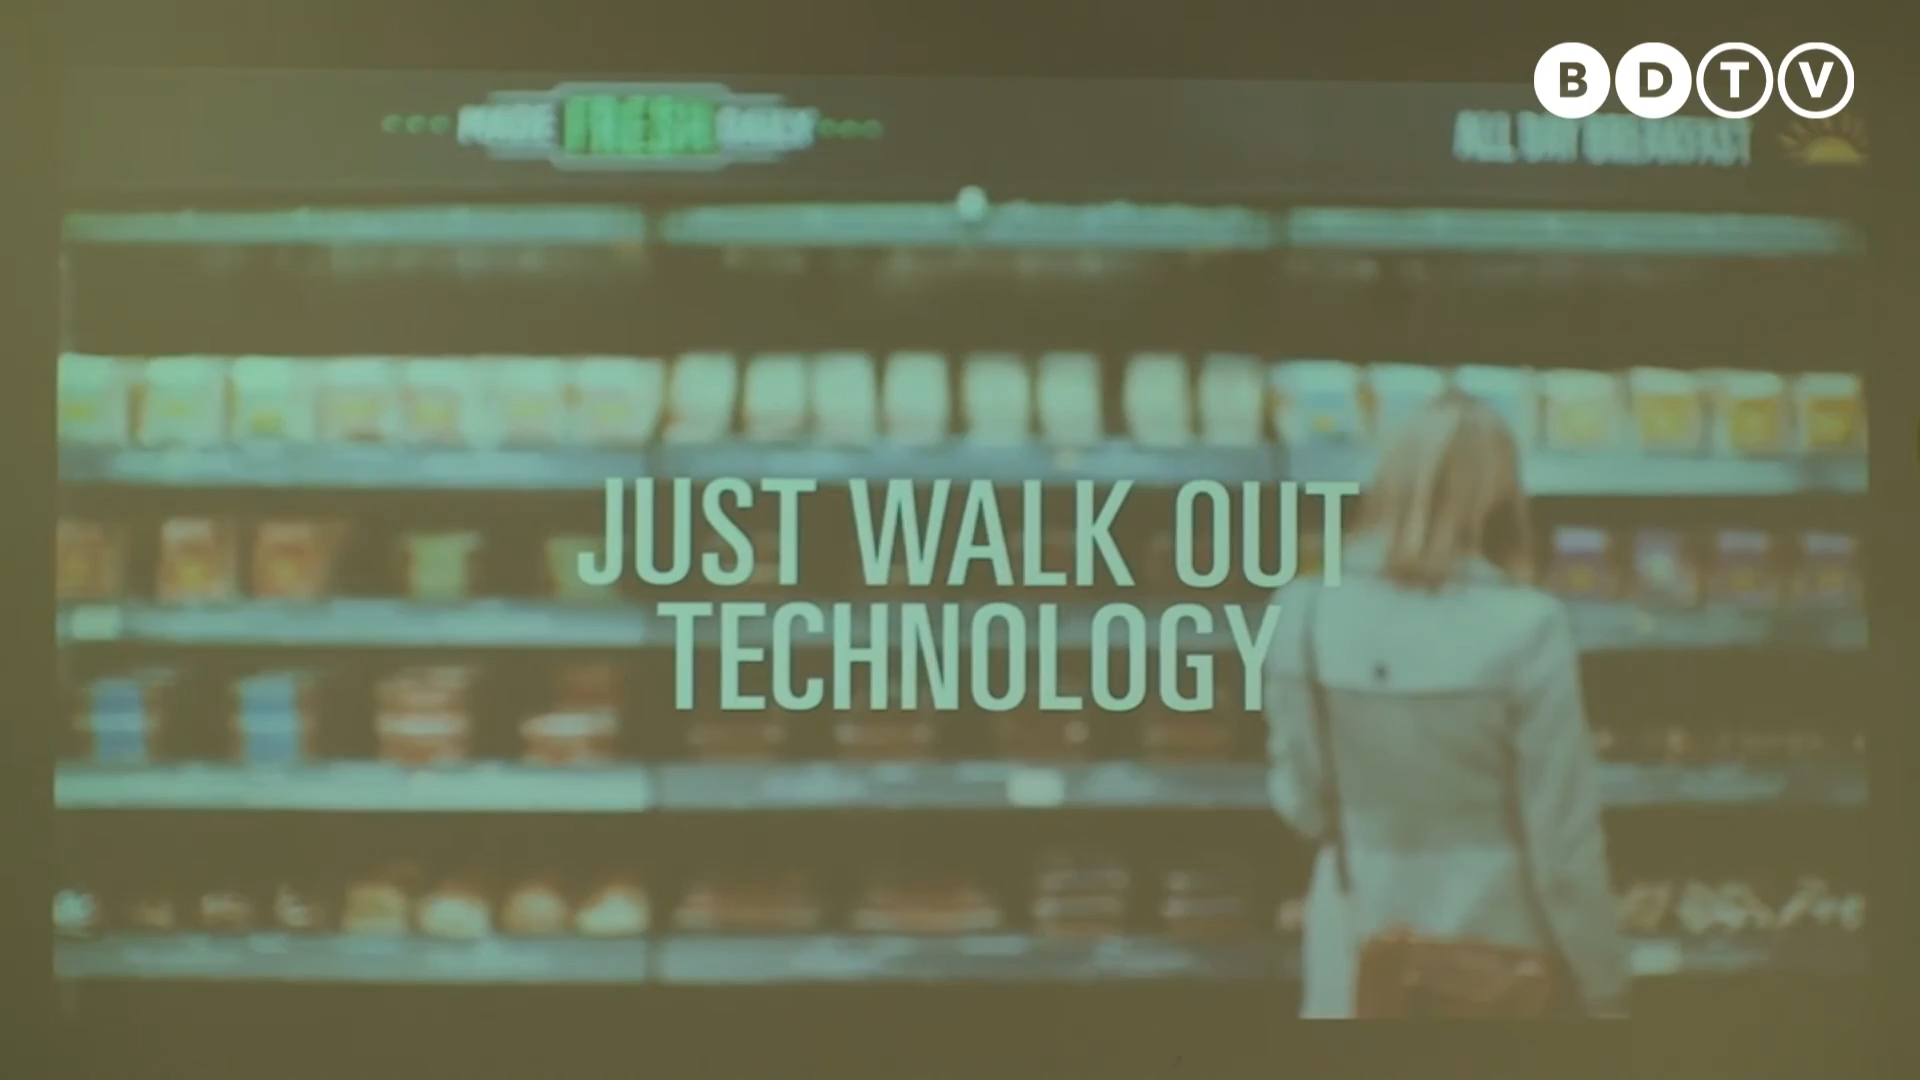 BDTV
MADE FRESH DAILY
ALL DAY BREAKFAST
JUST WALK OUT
TECHNOLOGY